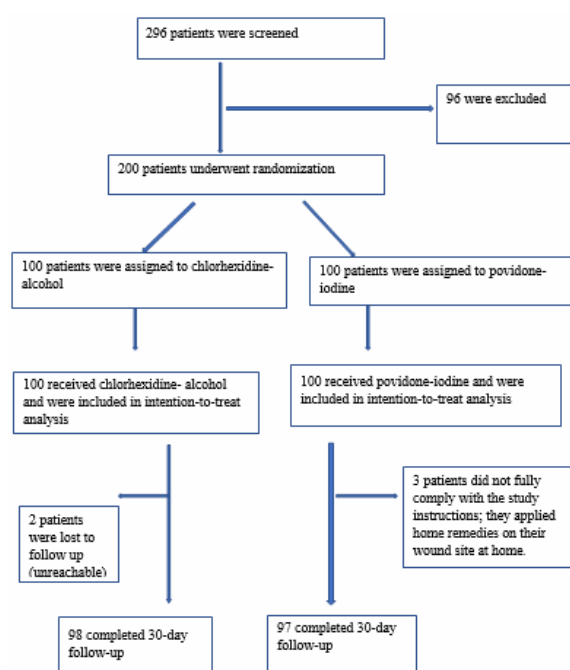 296 patients were screened
96 were excluded
200 patients underwent randomization
100 patients were assigned to chlorhexidine-
alcohol
100 patients were assigned to povidone-
iodine
100 received chlorhexidine- alcohol
and were included in intention-to-treat
analysis
100 received povidone-iodine and were
included in intention-to-treat analysis
2 patients
were lost to
follow up
(unreachable)
3 patients did not fully
comply with the study
instructions; they applied
home remedies on their
wound site at home.
98 completed 30-day
follow-up
97 completed 30-day
follow-up